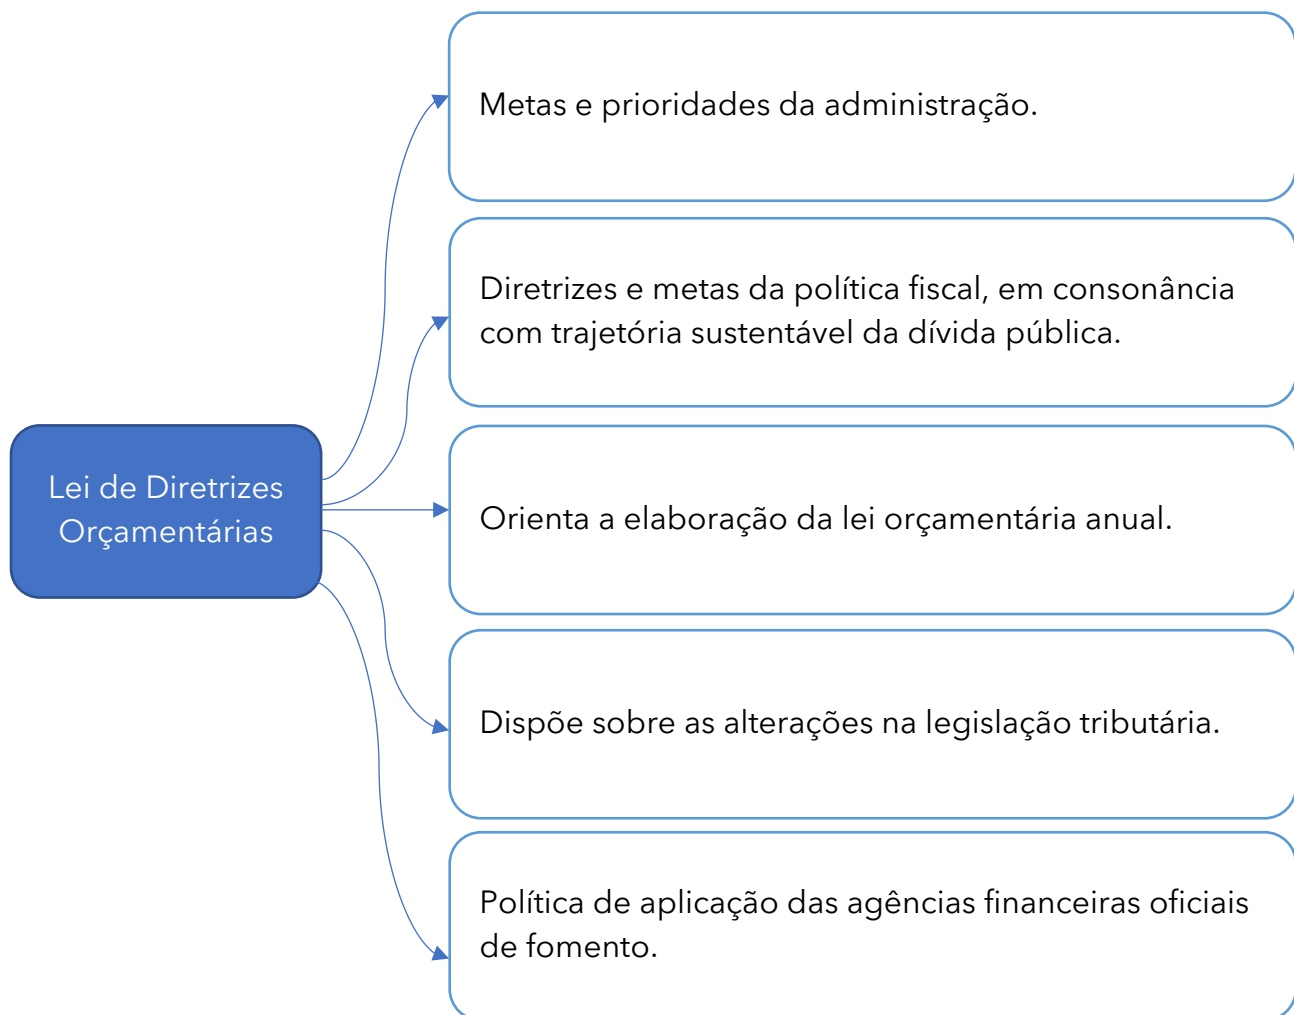 Metas e prioridades da administração.
Diretrizes e metas da política fiscal, em consonância
com trajetória sustentável da dívida pública.
Lei de Diretrizes
Orçamentárias
Orienta a elaboração da lei orçamentária anual.
Dispõe sobre as alterações na legislação tributária.
Política de aplicação das agências financeiras oficiais
de fomento.